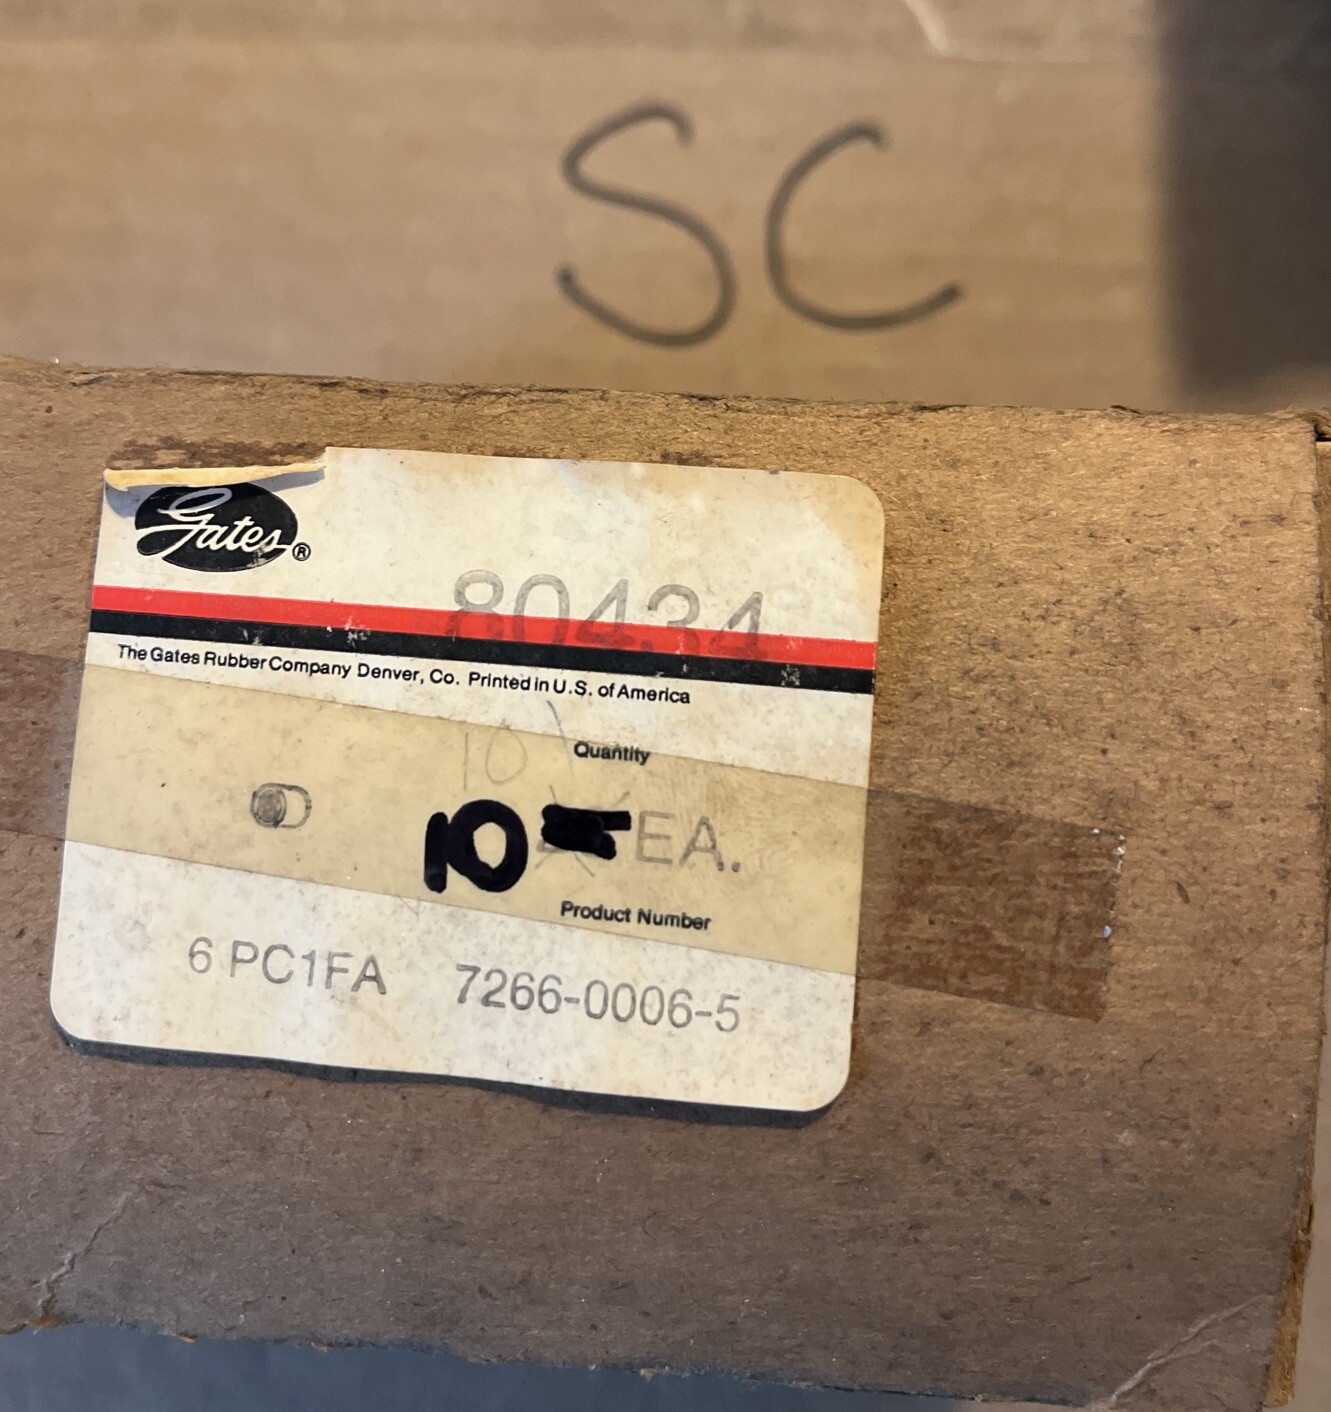 SC
Gates®
80434
The Gates Rubber Company Denver, Co. Printed in U.S. of America
10
Quantity
10 EA.
Product Number
6 PC1FA 7266-0006-5